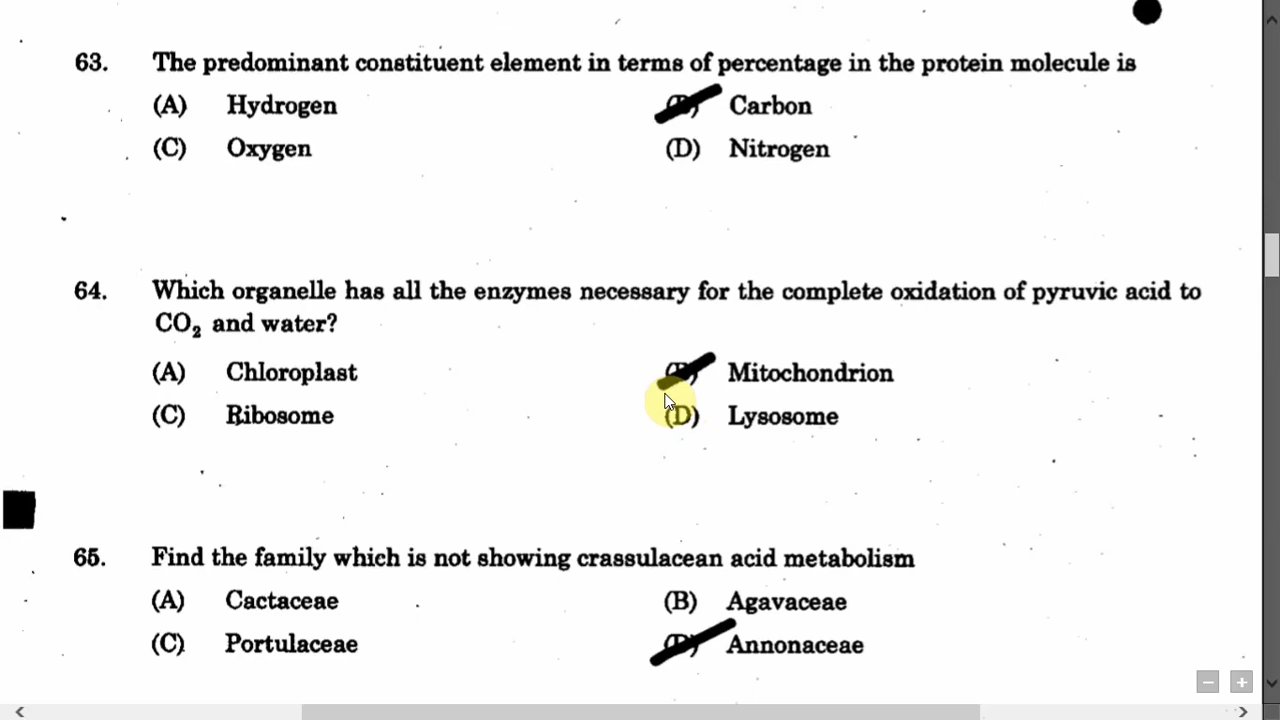 63. The predominant constituent element in terms of percentage in the protein molecule is
(A) Hydrogen Carbon
(C) Oxygen (D) Nitrogen
64. Which organelle has all the enzymes necessary for the complete oxidation of pyruvic acid to
CO₂ and water?
(A) Chloroplast Mitochondrion
(C) Ribosome (D) Lysosome
65. Find the family which is not showing crassulacean acid metabolism
(A) Cactaceae (B) Agavaceae
(C) Portulaceae Annonaceae